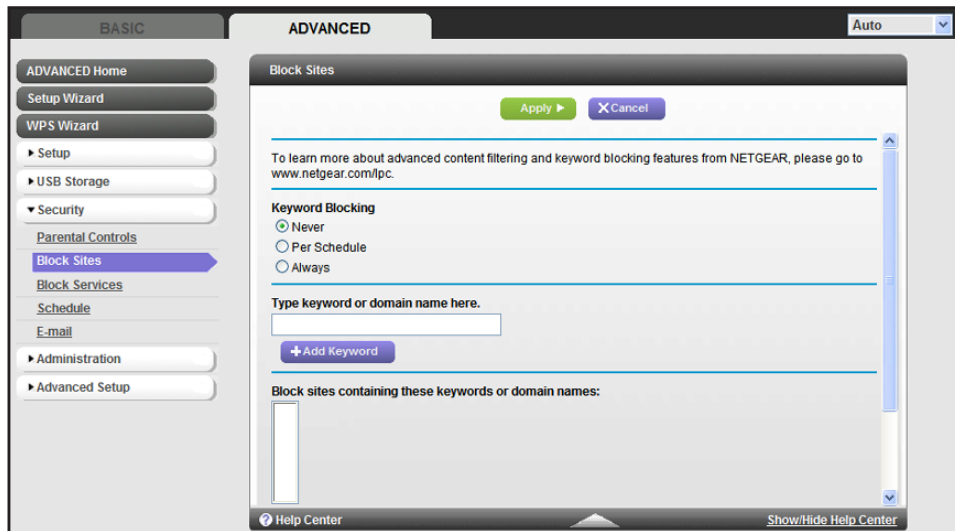 BASIC
ADVANCED
Auto
ADVANCED Home
Setup Wizard
WPS Wizard
Setup
USB Storage
Security
Parental Controls
Block Sites
Block Services
Schedule
E-mail
Administration
Advanced Setup
Block Sites
Apply
Cancel
To learn more about advanced content filtering and keyword blocking features from NETGEAR, please go to
www.netgear.com/lpc.
Keyword Blocking
Never
Per Schedule
Always
Type keyword or domain name here.
Add Keyword
Block sites containing these keywords or domain names:
Help Center
Show/Hide Help Center